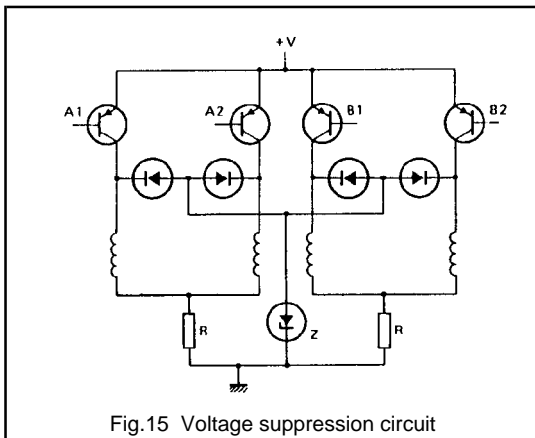 +V
A1
A2
B1
B2
R
Z
R
Fig.15 Voltage suppression circuit